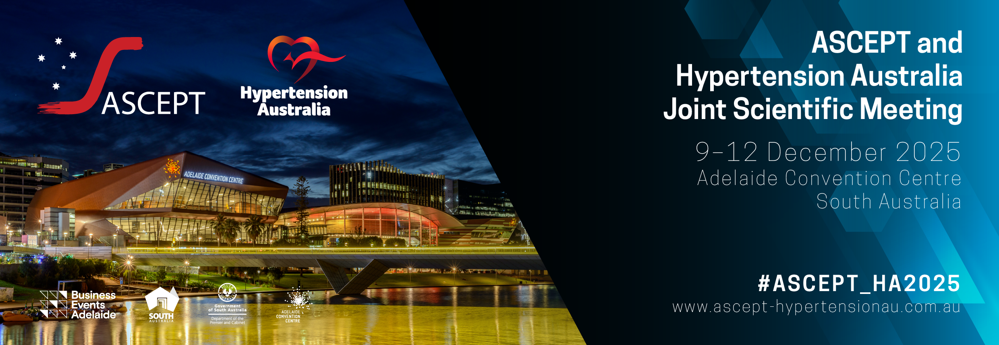 ASCEPT
Hypertension
Australia
ASCEPT and
Hypertension Australia
Joint Scientific Meeting
9–12 December 2025
Adelaide Convention Centre
South Australia
ADELAIDE CONVENTION CENTRE
#ASCEPT_HA2025
www.ascept-hypertensionau.com.au
Business
Events
Adelaide
SOUTH
AUSTRALIA
SOUTH
AUSTRALIA
Government
of South Australia
Department of the
Premier and Cabinet
ADELAIDE
CONVENTION
CENTRE